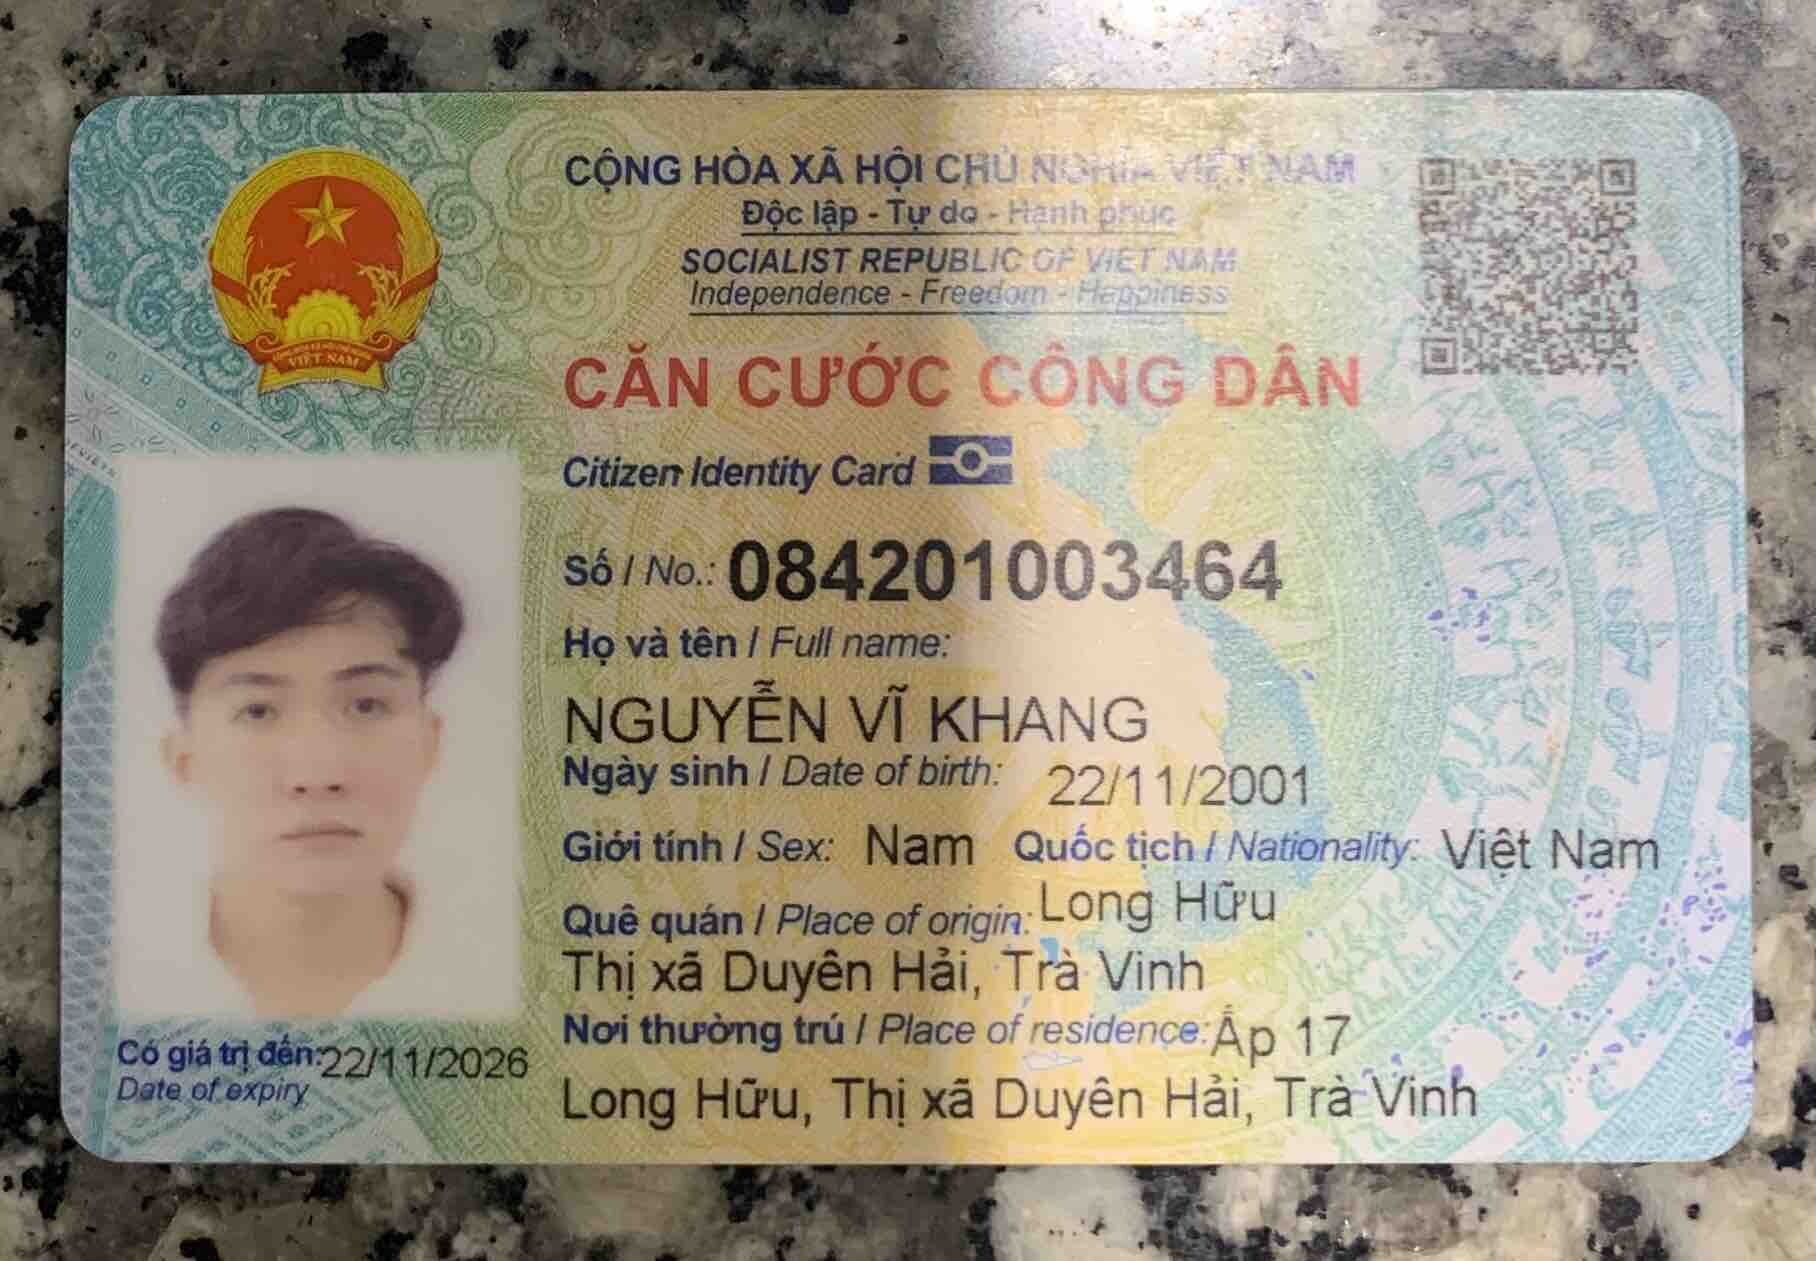 CỘNG HÒA XÃ HỘI CHỦ NGHĨA VIỆT NAM
Độc lập - Tự do - Hạnh phúc
SOCIALIST REPUBLIC OF VIET NAM
Independence - Freedom - Happiness
VIỆT NAM
CĂN CƯỚC CÔNG DÂN
Citizen Identity Card
Số / No.: 084201003464
Họ và tên / Full name:
NGUYỄN VĨ KHANG
Ngày sinh / Date of birth: 22/11/2001
Giới tính / Sex: Nam Quốc tịch / Nationality: Việt Nam
Quê quán / Place of origin: Long Hữu
Thị xã Duyên Hải, Trà Vinh
Nơi thường trú / Place of residence: Ấp 17
Long Hữu, Thị xã Duyên Hải, Trà Vinh
Có giá trị đến: 22/11/2026
Date of expiry